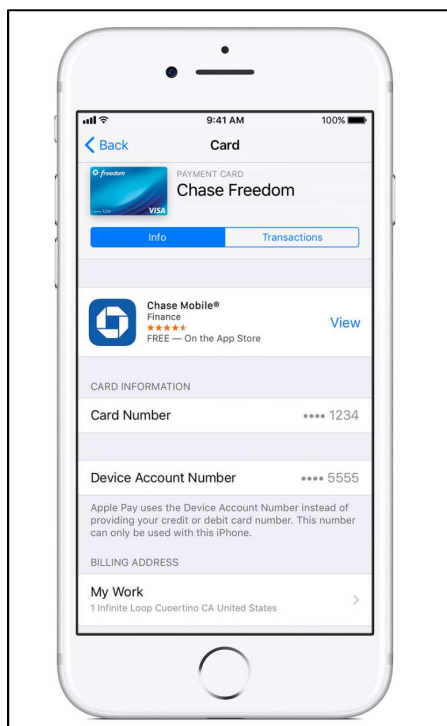 9:41 AM
100%
Back
Card
freedom
1234
VISA
PAYMENT CARD
Chase Freedom
Info
Transactions
Chase Mobile®
Finance
FREE — On the App Store
View
CARD INFORMATION
Card Number
•••• 1234
Device Account Number
•••• 5555
Apple Pay uses the Device Account Number instead of
providing your credit or debit card number. This number
can only be used with this iPhone.
BILLING ADDRESS
My Work
1 Infinite Loop Cuoertino CA United States